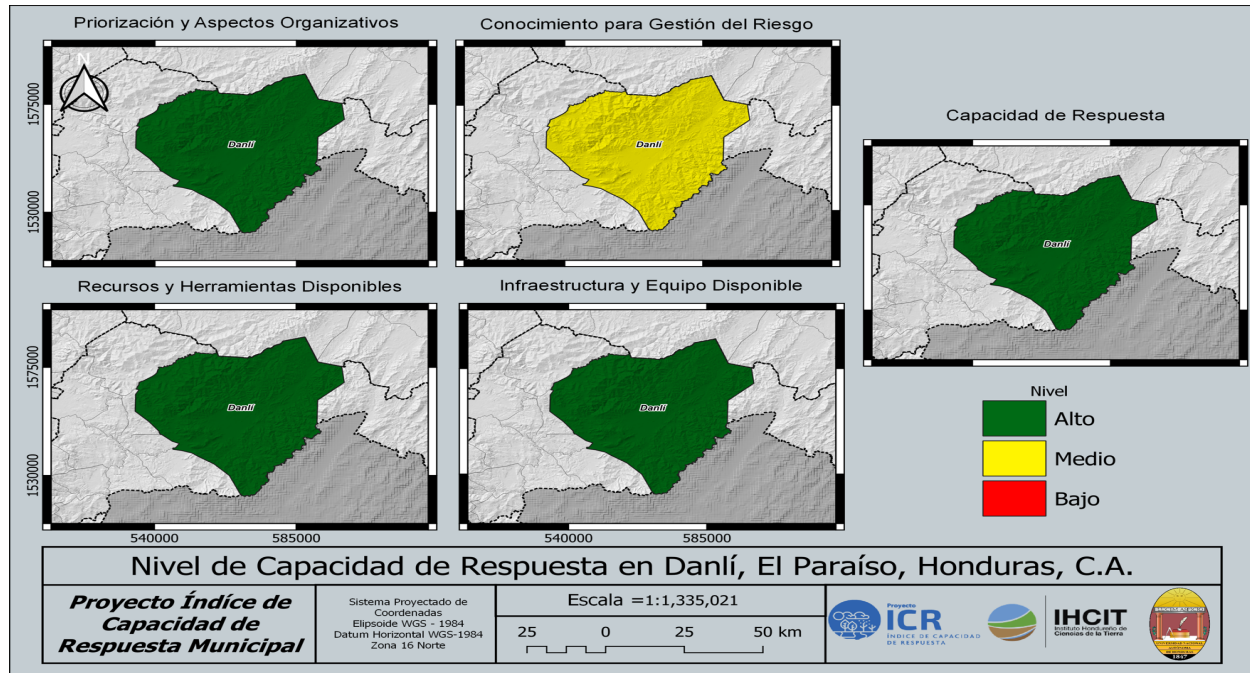 Priorización y Aspectos Organizativos
Conocimiento para Gestión del Riesgo
N
1575000
1530000
Danlí
Danlí
Capacidad de Respuesta
Danlí
Recursos y Herramientas Disponibles
Infraestructura y Equipo Disponible
1575000
1530000
Danlí
Danlí
540000
585000
540000
585000
Nivel
Alto
Medio
Bajo
Nivel de Capacidad de Respuesta en Danlí, El Paraíso, Honduras, C.A.
Proyecto Índíce de
Capacidad de
Respuesta Municipal
Sistema Proyectado de
Coordenadas
Elipsoide WGS - 1984
Datum Horizontal WGS-1984
Zona 16 Norte
Escala =1:1,335,021
25 0 25 50 km
Proyecto
ICR
ÍNDICE DE CAPACIDAD
DE RESPUESTA
IHCIT
Instituto Hondureño de
Ciencias de la Tierra
1847